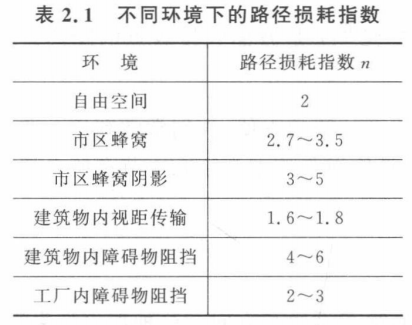 表 2.1 不同环境下的路径损耗指数
环 境 路径损耗指数 n
自由空间 2
市区蜂窝 2.7～3.5
市区蜂窝阴影 3～5
建筑物内视距传输 1.6～1.8
建筑物内障碍物阻挡 4～6
工厂内障碍物阻挡 2～3